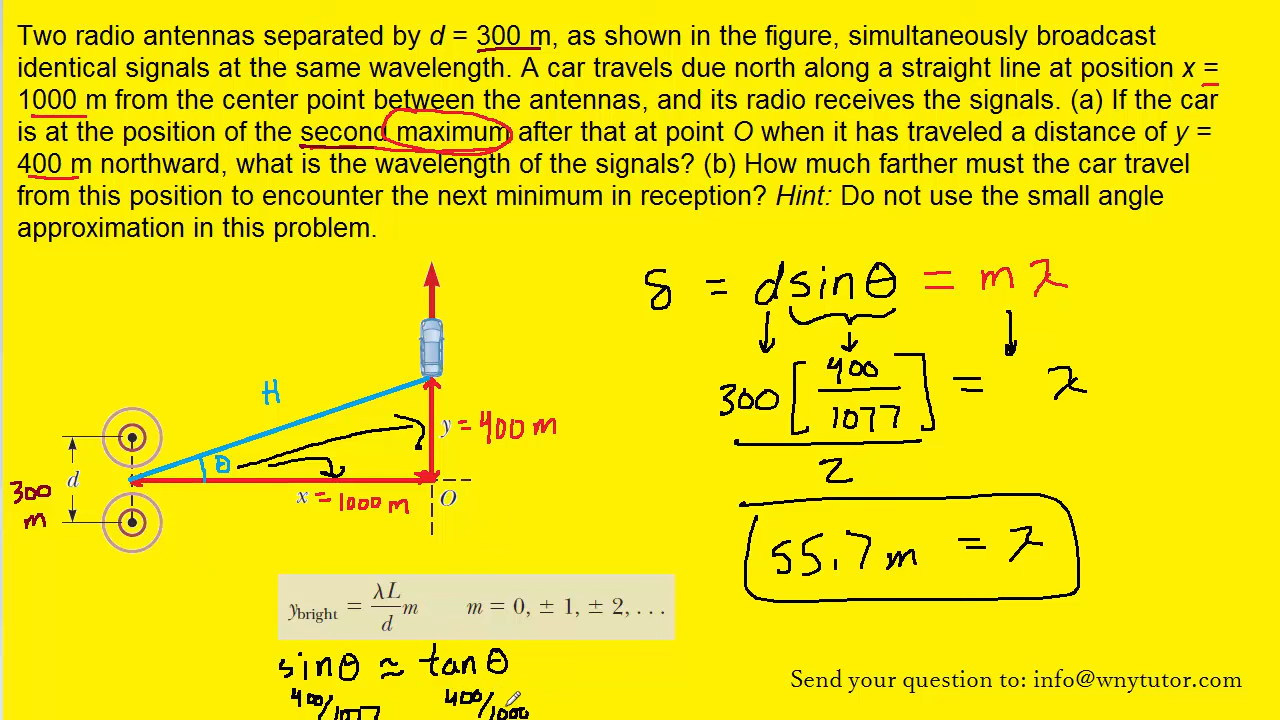 Two radio antennas separated by d = 300 m, as shown in the figure, simultaneously broadcast
identical signals at the same wavelength. A car travels due north along a straight line at position x =
1000 m from the center point between the antennas, and its radio receives the signals. (a) If the car
is at the position of the second maximum after that at point O when it has traveled a distance of y =
400 m northward, what is the wavelength of the signals? (b) How much farther must the car travel
from this position to encounter the next minimum in reception? Hint: Do not use the small angle
approximation in this problem.
δ = d sin θ = m λ
300 [ 400 / 1077 ] = λ
2
55.7 m = λ
H
θ
y = 400 m
d
300
m
x = 1000 m
O
y bright = λL / d m m = 0, ± 1, ± 2, . . .
sin θ ≈ tan θ
400/1077 400/1000
Send your question to: info@wnytutor.com